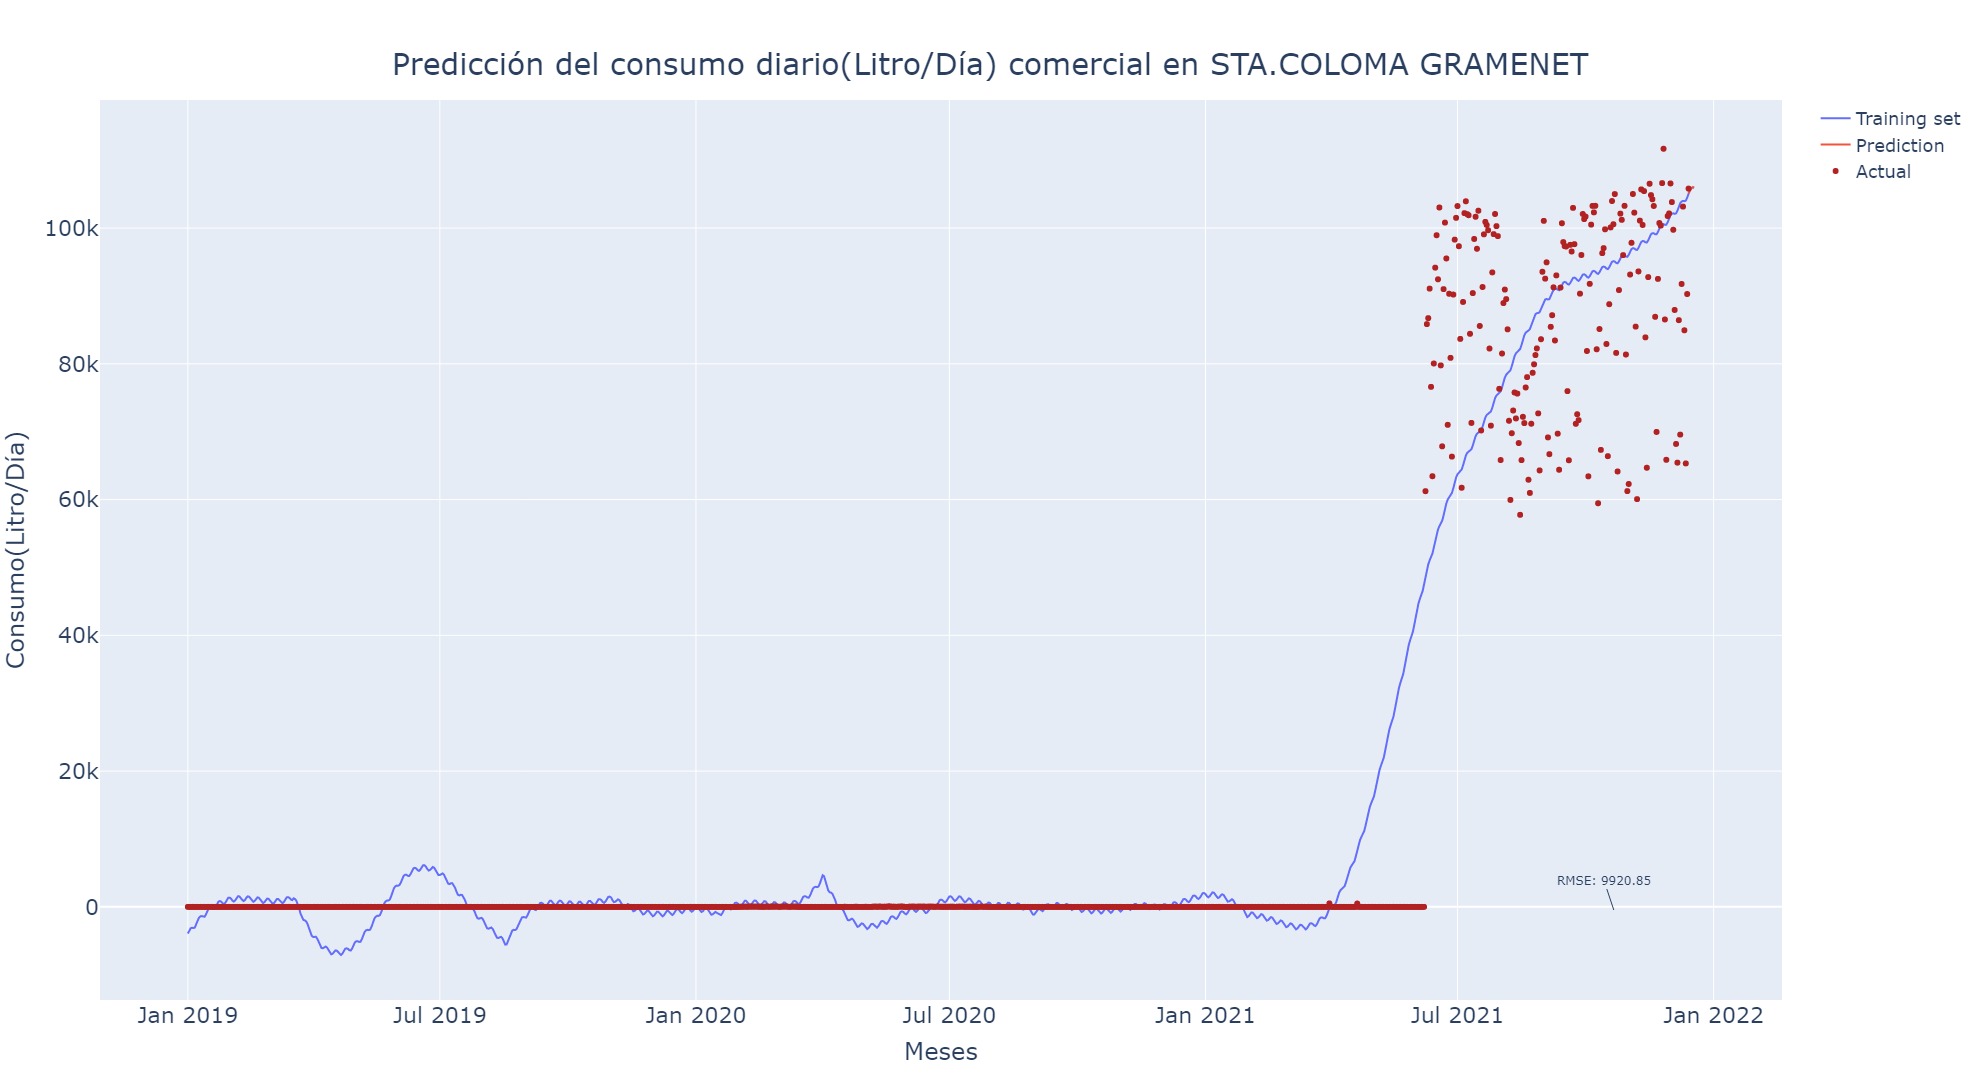 Predicción del consumo diario(Litro/Día) comercial en STA.COLOMA GRAMENET
Training set
Prediction
Actual
Consumo(Litro/Día)
100k
80k
60k
40k
20k
0
RMSE: 9920.85
Jan 2019
Jul 2019
Jan 2020
Jul 2020
Jan 2021
Jul 2021
Jan 2022
Meses